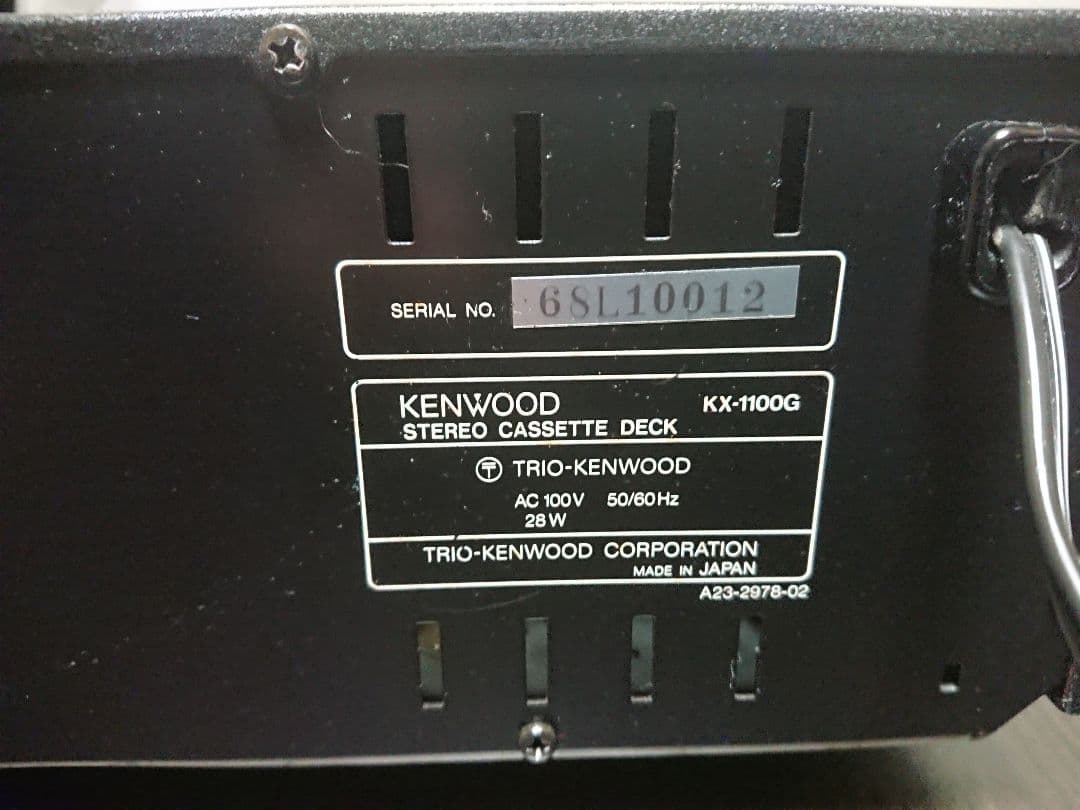 SERIAL NO. 68L10012
KENWOOD KX-1100G
STEREO CASSETTE DECK
〒 TRIO-KENWOOD
AC 100V 50/60Hz
28W
TRIO-KENWOOD CORPORATION
MADE IN JAPAN
A23-2978-02